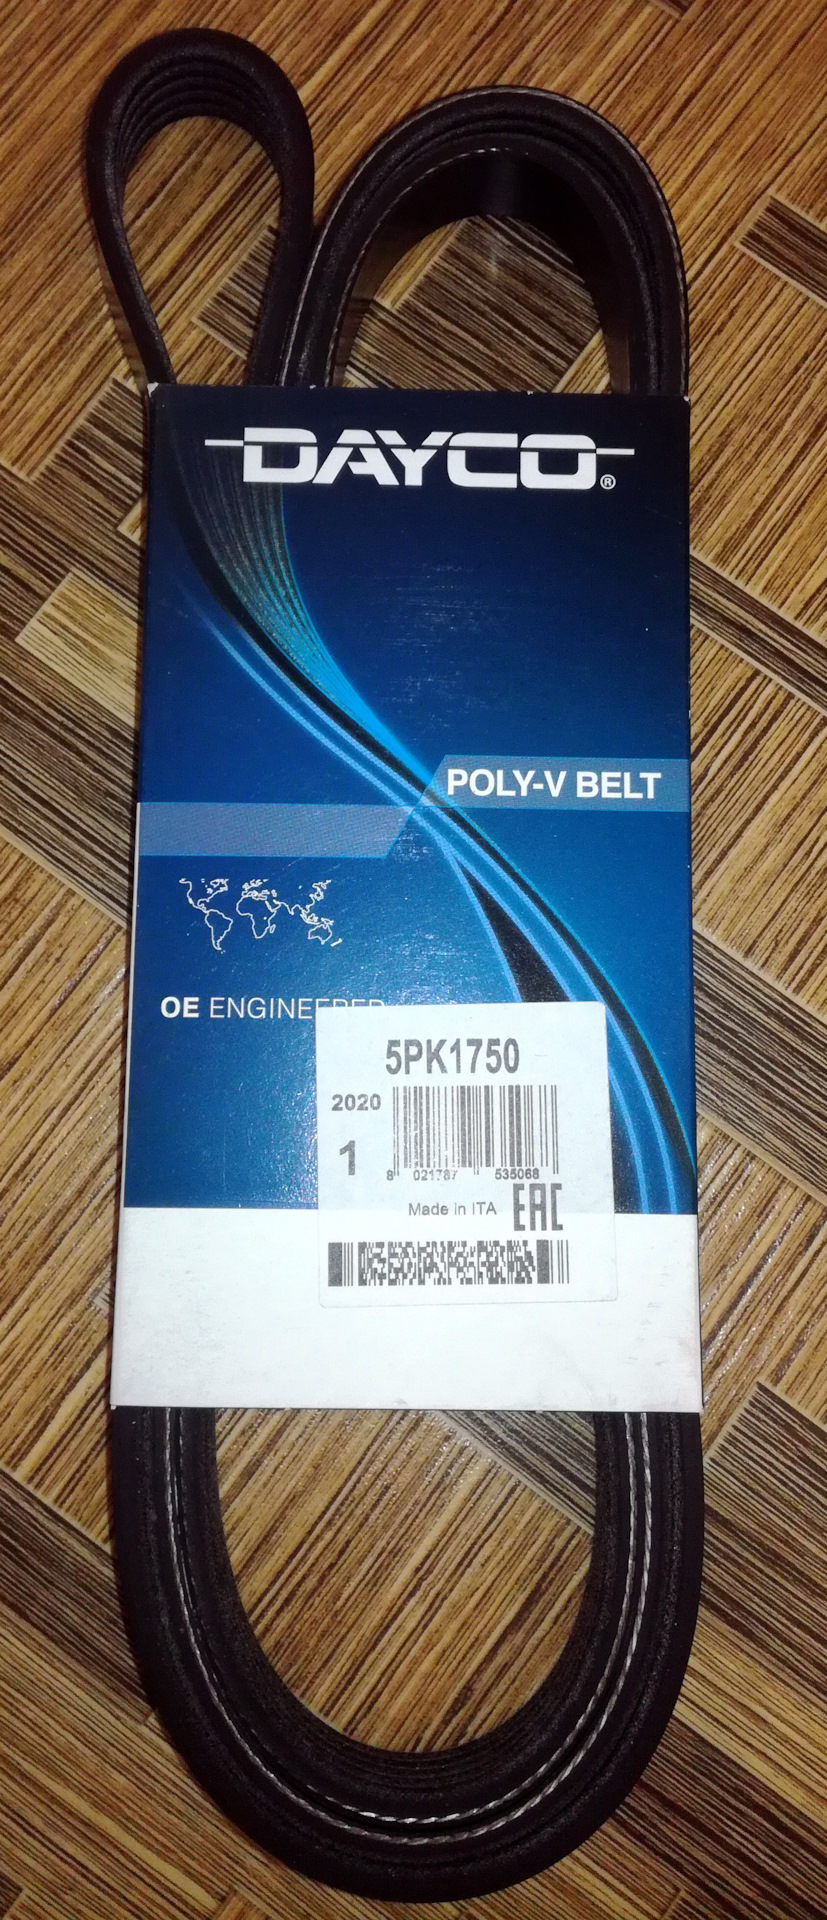 DAYCO®
POLY-V BELT
OE ENGINEERED
5PK1750
2020
1
8 021787 535068
Made in ITA
EAC